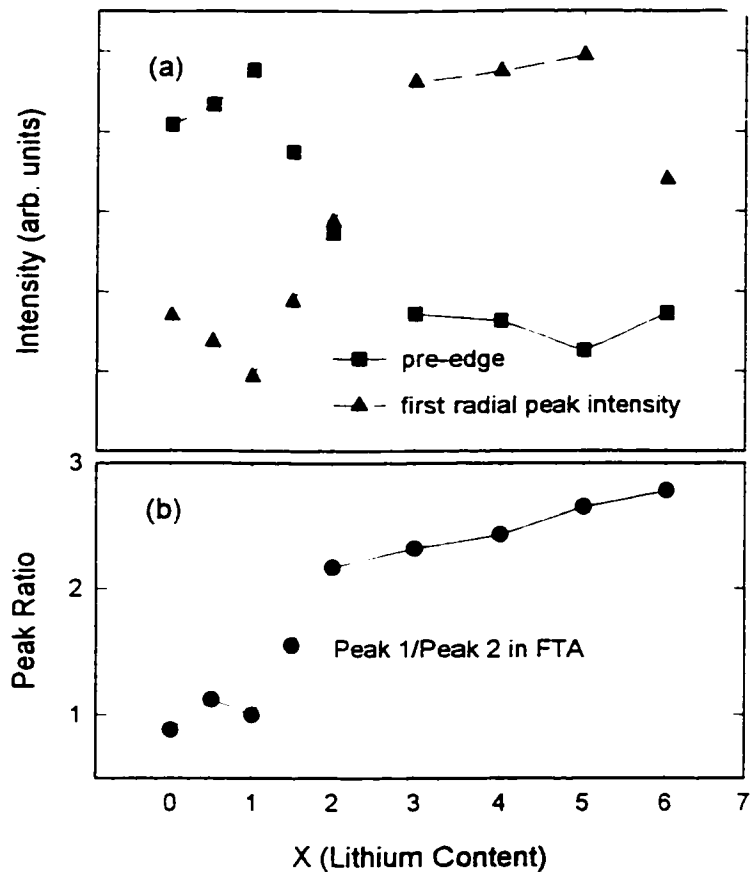 (a)
Intensity (arb. units)
pre-edge
first radial peak intensity
3
(b)
2
Peak Ratio
Peak 1/Peak 2 in FTA
1
0 1 2 3 4 5 6 7
X (Lithium Content)